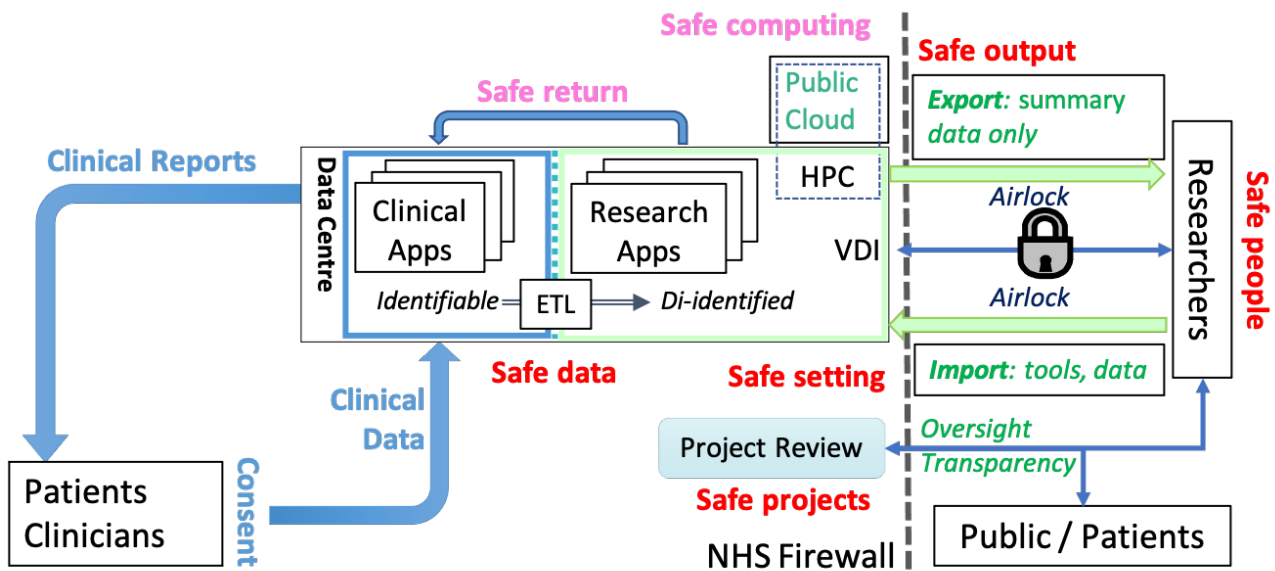 Safe computing
Safe output
Public
Cloud
Export: summary
data only
Safe return
Clinical Reports
Data Centre
Clinical
Apps
Research
Apps
HPC
VDI
Airlock
Airlock
Researchers
Safe people
Identifiable
ETL
Di-identified
Safe data
Safe setting
Import: tools, data
Clinical
Data
Project Review
Oversight
Transparency
Safe projects
Patients
Clinicians
Consent
NHS Firewall
Public / Patients